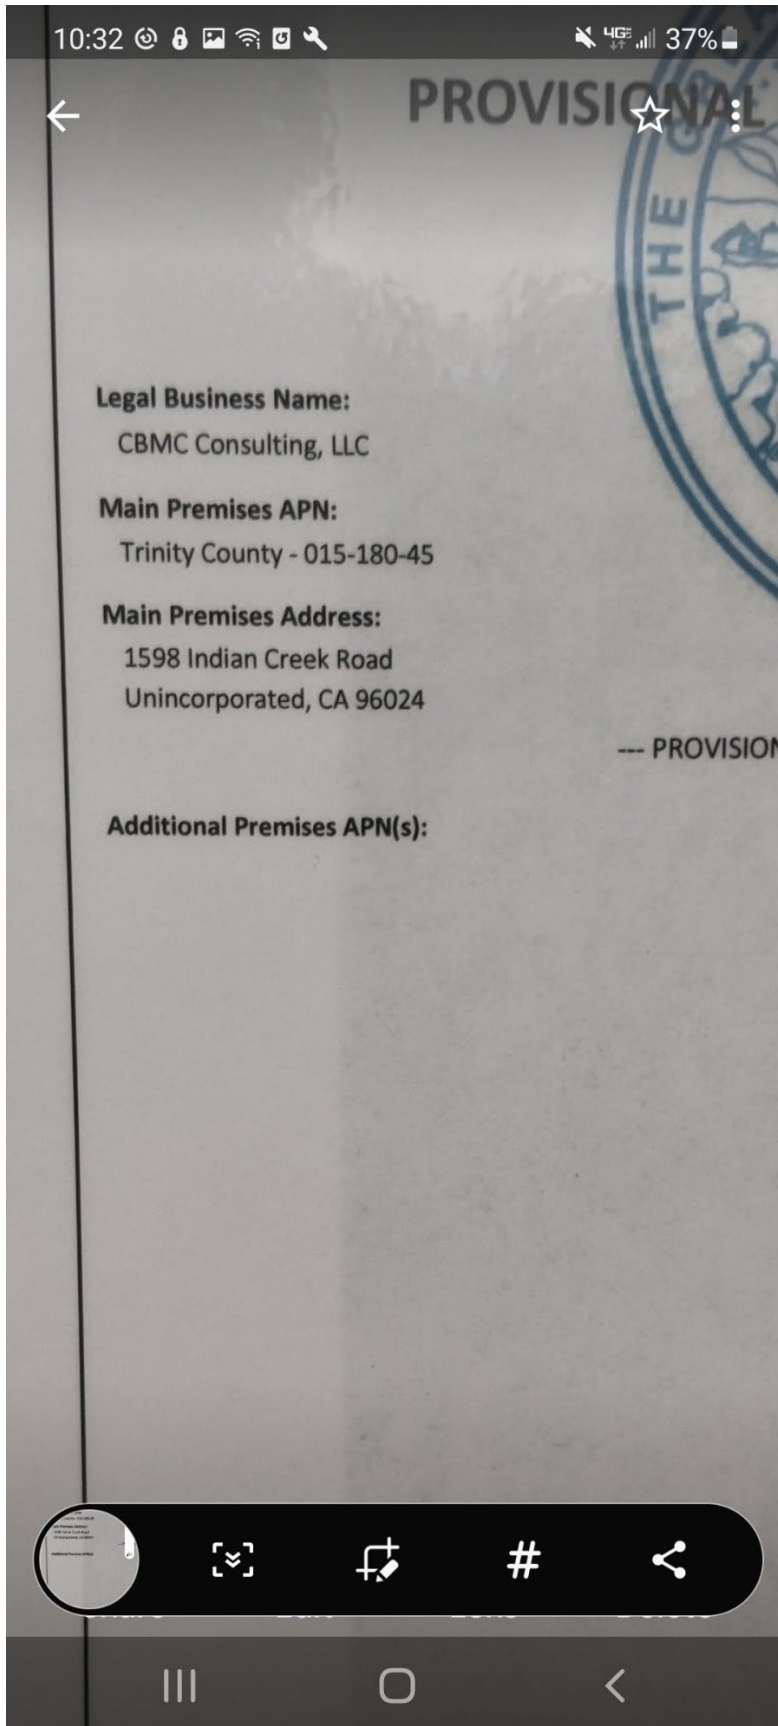 10:32
37%
PROVISIONAL
THE
Legal Business Name:
CBMC Consulting, LLC
Main Premises APN:
Trinity County - 015-180-45
Main Premises Address:
1598 Indian Creek Road
Unincorporated, CA 96024
--- PROVISION
Additional Premises APN(s):
#